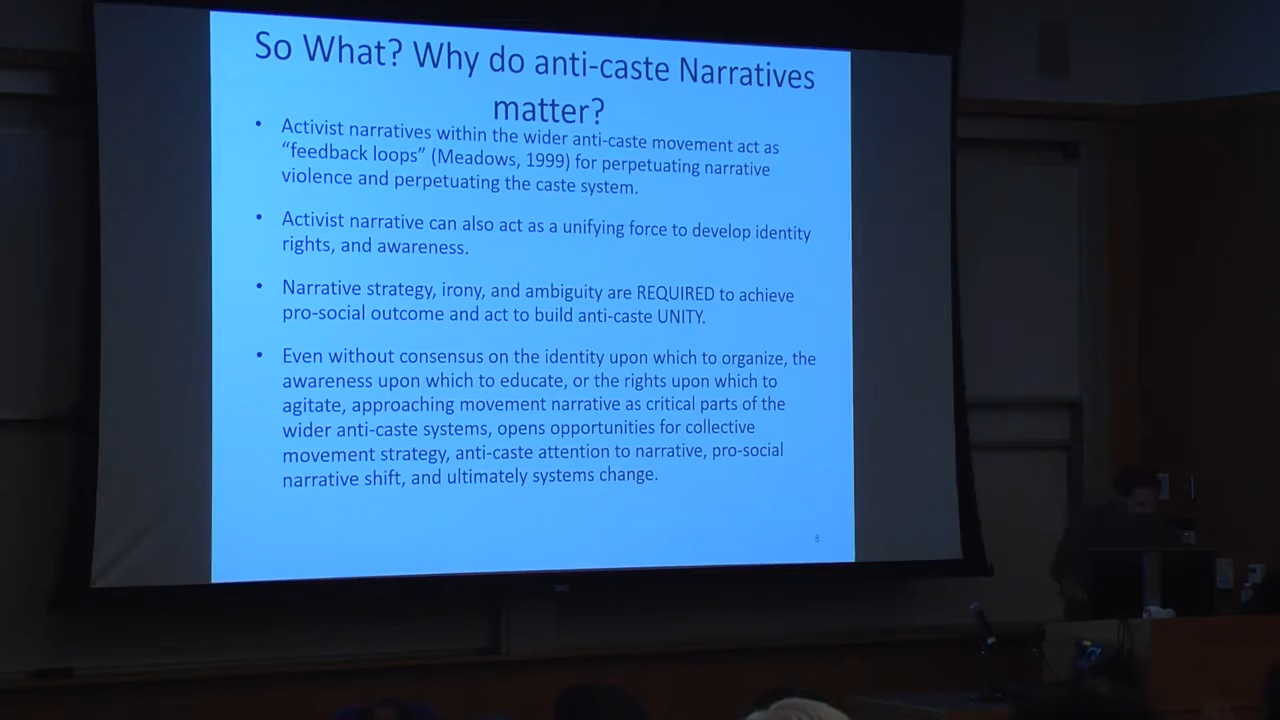 So What? Why do anti-caste Narratives
matter?
• Activist narratives within the wider anti-caste movement act as
“feedback loops” (Meadows, 1999) for perpetuating narrative
violence and perpetuating the caste system.
• Activist narrative can also act as a unifying force to develop identity
rights, and awareness.
• Narrative strategy, irony, and ambiguity are REQUIRED to achieve
pro-social outcome and act to build anti-caste UNITY.
• Even without consensus on the identity upon which to organize, the
awareness upon which to educate, or the rights upon which to
agitate, approaching movement narrative as critical parts of the
wider anti-caste systems, opens opportunities for collective
movement strategy, anti-caste attention to narrative, pro-social
narrative shift, and ultimately systems change.
8